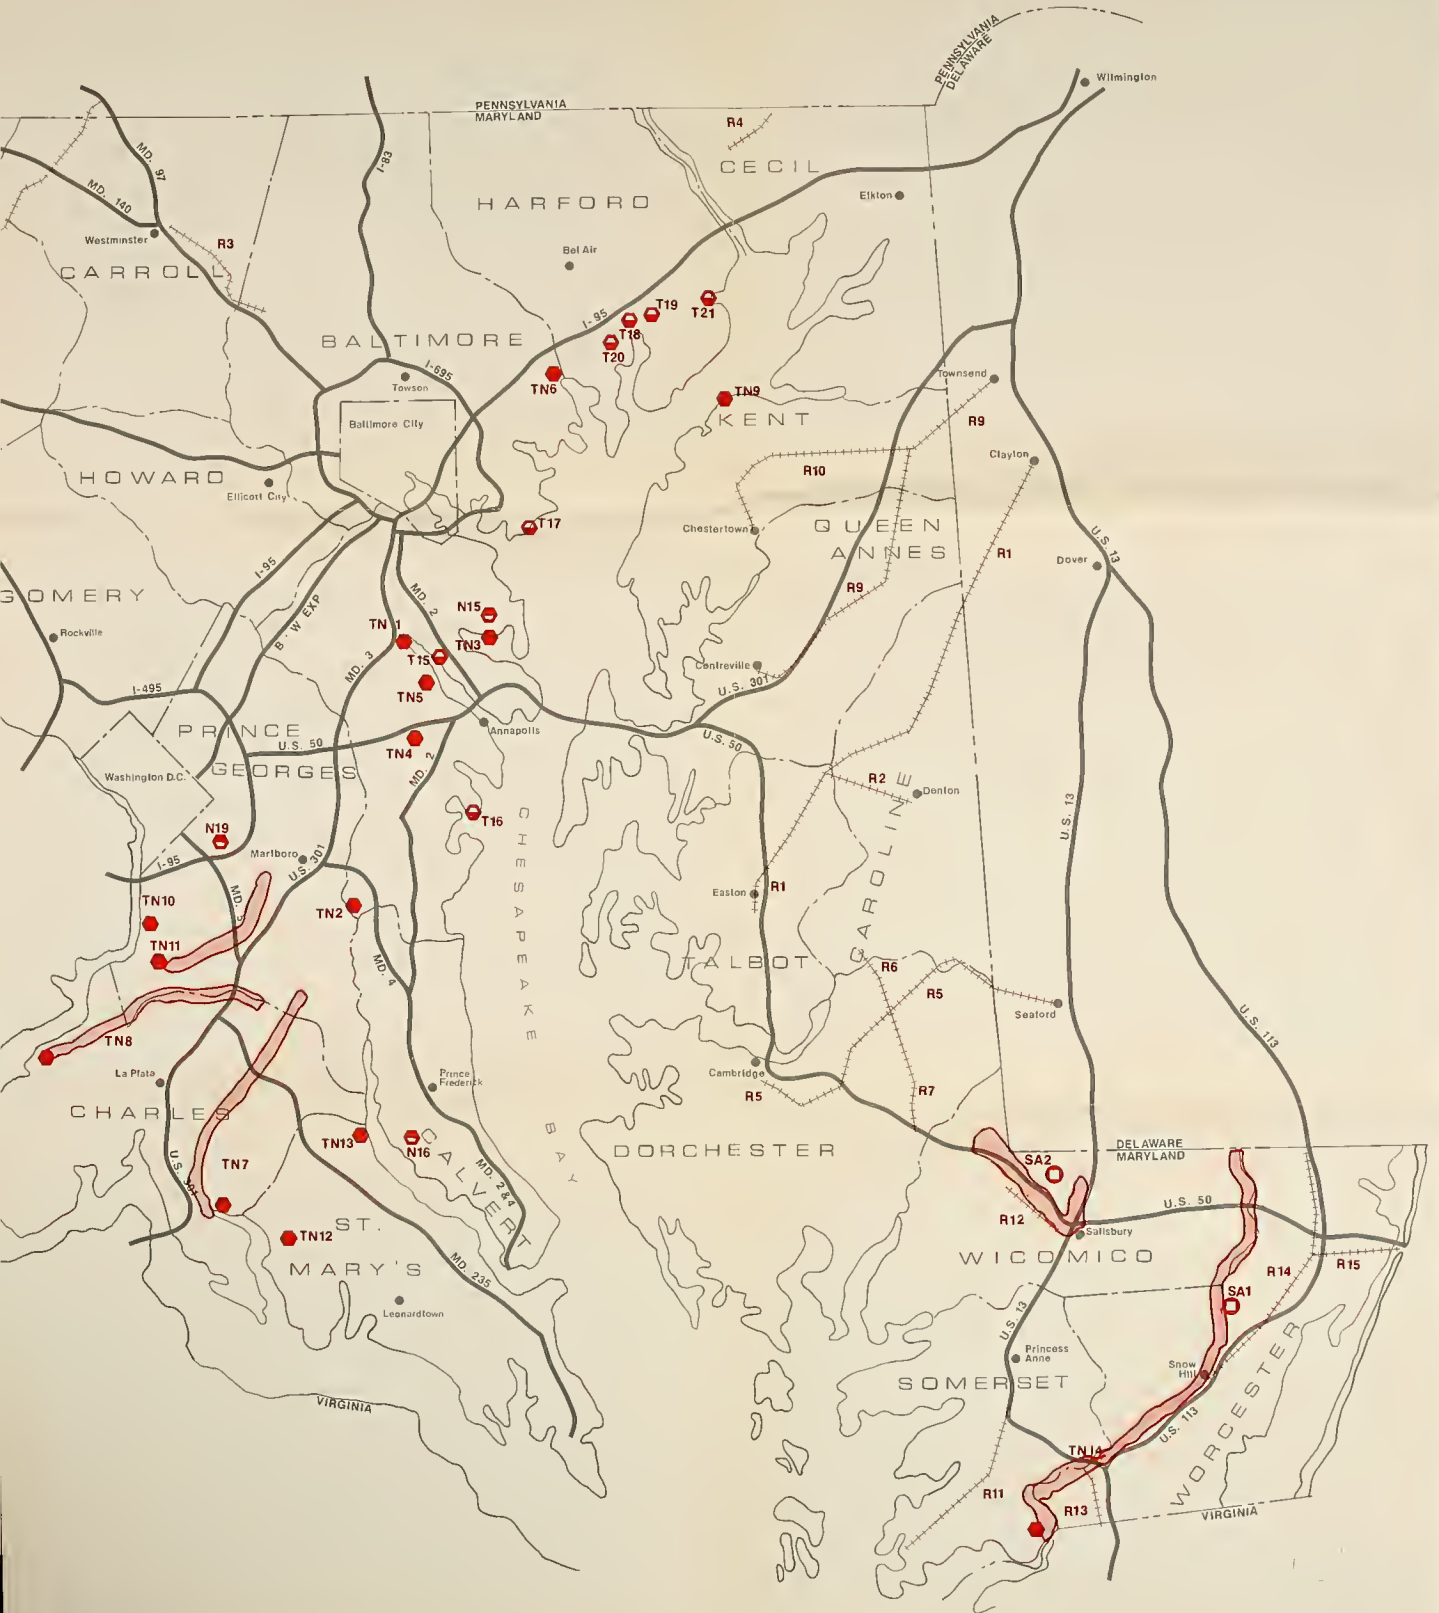 PENNSYLVANIA
DELAWARE
Wilmington
PENNSYLVANIA
MARYLAND
R4
CECIL
MD. 97
I-83
MD. 140
HARFORD
Elkton
Westminster
R3
Bel Air
CARROLL
T19
T21
I-95
T18
BALTIMORE
T20
I-695
Towson
TN6
TN9
Townsend
Baltimore City
KENT
R9
Clayton
R10
HOWARD
Ellicott City
T17
Chestertown
QUEEN
ANNES
R1
U.S. 13
Dover
I-95
GOMERY
B - W EXP
MD. 2
N15
R9
Rockville
TN 1
TN3
MD. 3
T15
TN5
Centreville
U.S. 301
I-495
PRINCE
Annapolis
U.S. 50
TN4
U.S. 50
MD. 2
Washington D.C.
GEORGES
R2
Denton
CAROLINE
T16
CHESAPEAKE
U.S. 13
N19
Marlboro
I-95
U.S. 301
MD. 5
TN10
TN2
Easton
R1
TN11
MD. 4
TALBOT
R6
R5
Seaford
TN8
U.S. 113
La Plata
Prince
Frederick
Cambridge
R5
R7
CHARLES
TN13
N16
CALVERT
BAY
DORCHESTER
DELAWARE
MARYLAND
TN7
SA2
U.S. 301
MD. 2 & 4
R12
U.S. 50
Salisbury
ST.
TN12
MARY'S
WICOMICO
R14
R15
MD. 235
SA1
Leonardtown
U.S. 13
Princess
Anne
Snow
Hill
WORCESTER
SOMERSET
VIRGINIA
U.S. 113
TN14
R11
R13
VIRGINIA